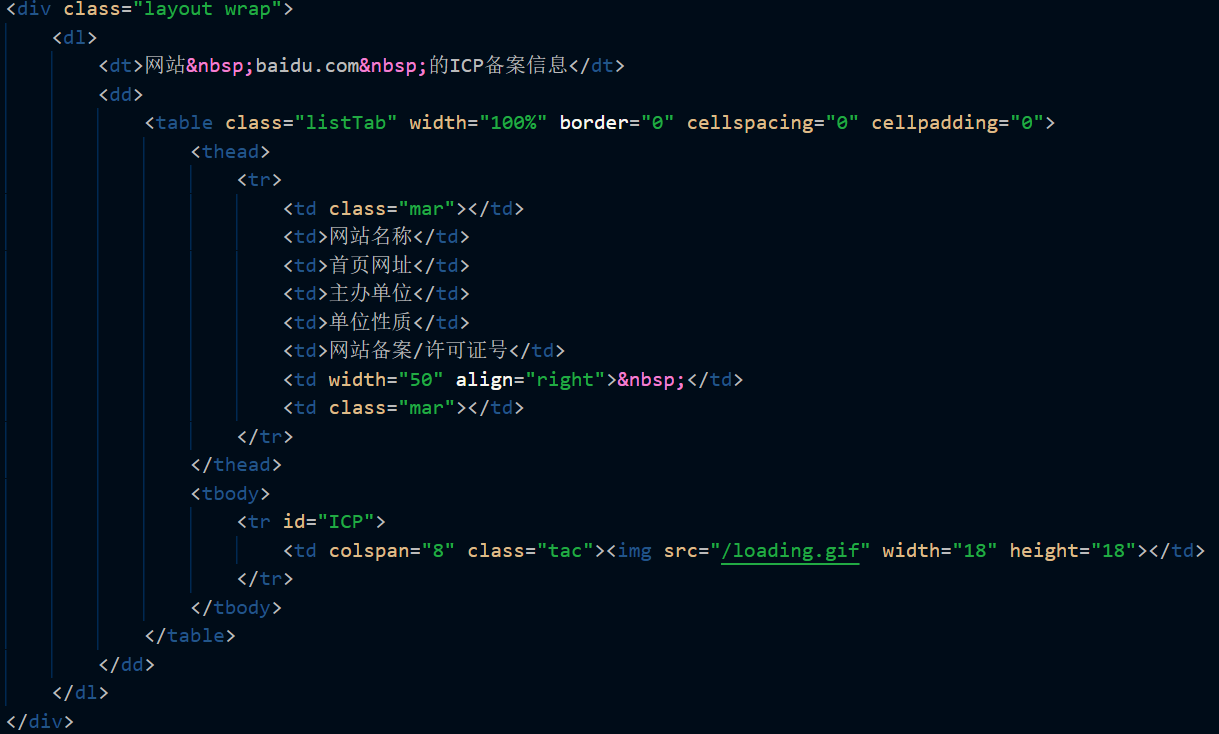 <div class="layout wrap">
<dl>
<dt>网站&nbsp;baidu.com&nbsp;的ICP备案信息</dt>
<dd>
<table class="listTab" width="100%" border="0" cellspacing="0" cellpadding="0">
<thead>
<tr>
<td class="mar"></td>
<td>网站名称</td>
<td>首页网址</td>
<td>主办单位</td>
<td>单位性质</td>
<td>网站备案/许可证号</td>
<td width="50" align="right">&nbsp;</td>
<td class="mar"></td>
</tr>
</thead>
<tbody>
<tr id="ICP">
<td colspan="8" class="tac"><img src="/loading.gif" width="18" height="18"></td>
</tr>
</tbody>
</table>
</dd>
</dl>
</div>